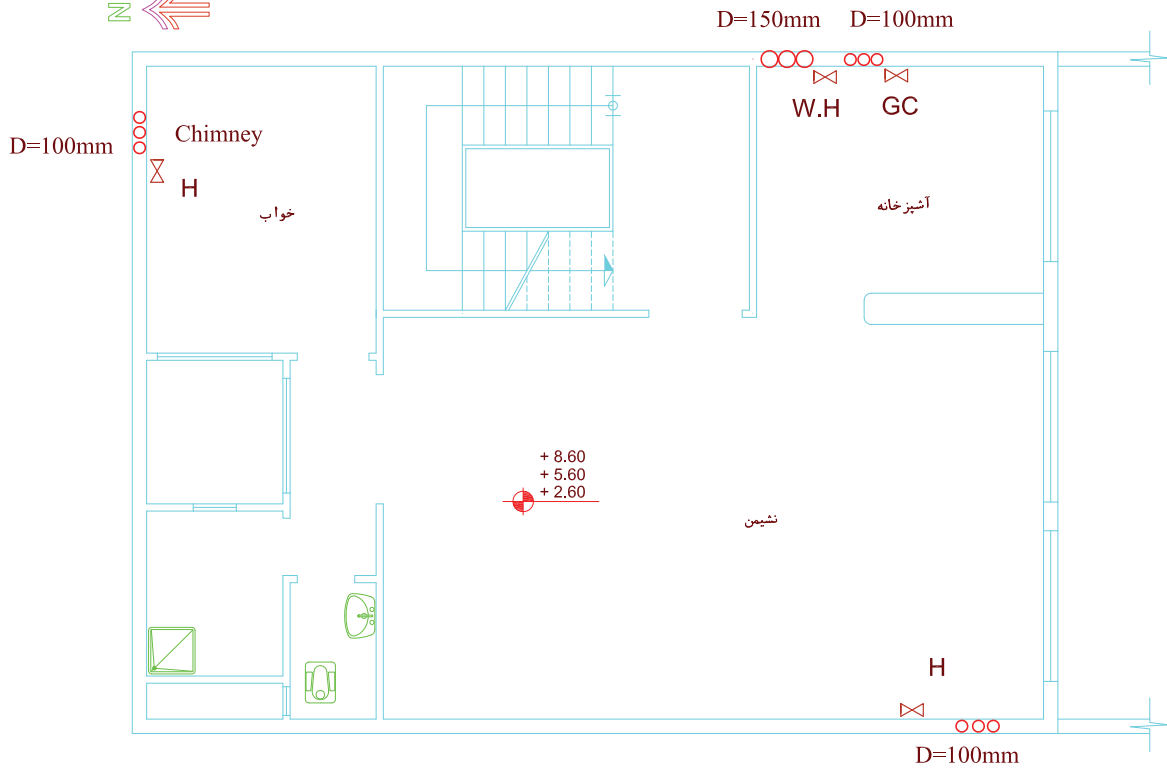 N
D=150mm
D=100mm
W.H
GC
D=100mm
Chimney
H
خواب
آشپزخانه
+ 8.60
+ 5.60
+ 2.60
نشیمن
H
D=100mm